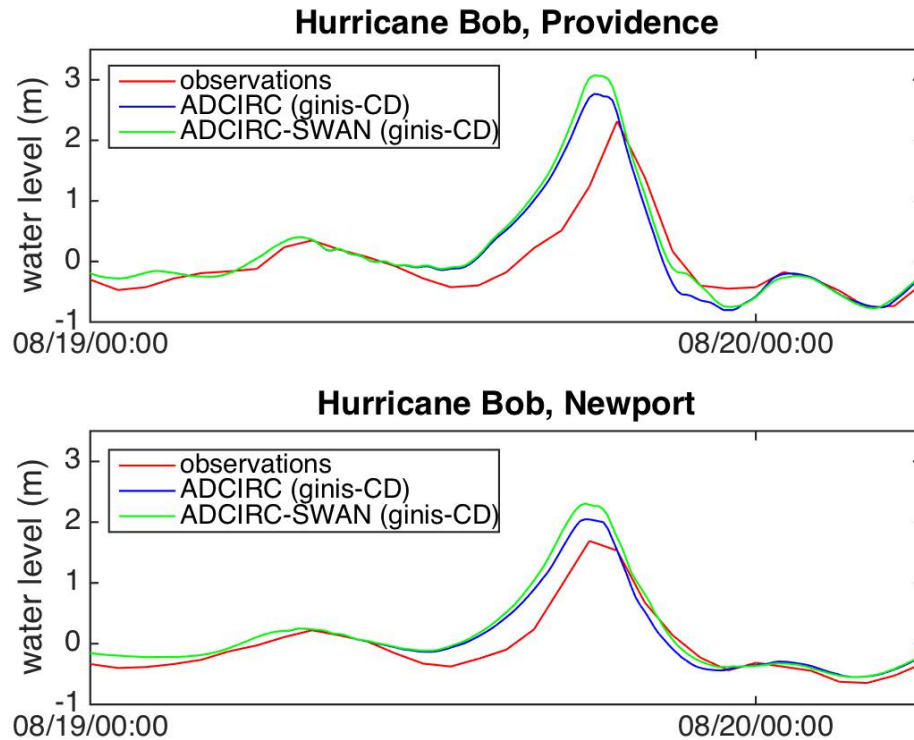 Hurricane Bob, Providence
water level (m)
3
2
1
0
-1
observations
ADCIRC (ginis-CD)
ADCIRC-SWAN (ginis-CD)
08/19/00:00
08/20/00:00
Hurricane Bob, Newport
water level (m)
3
2
1
0
-1
observations
ADCIRC (ginis-CD)
ADCIRC-SWAN (ginis-CD)
08/19/00:00
08/20/00:00